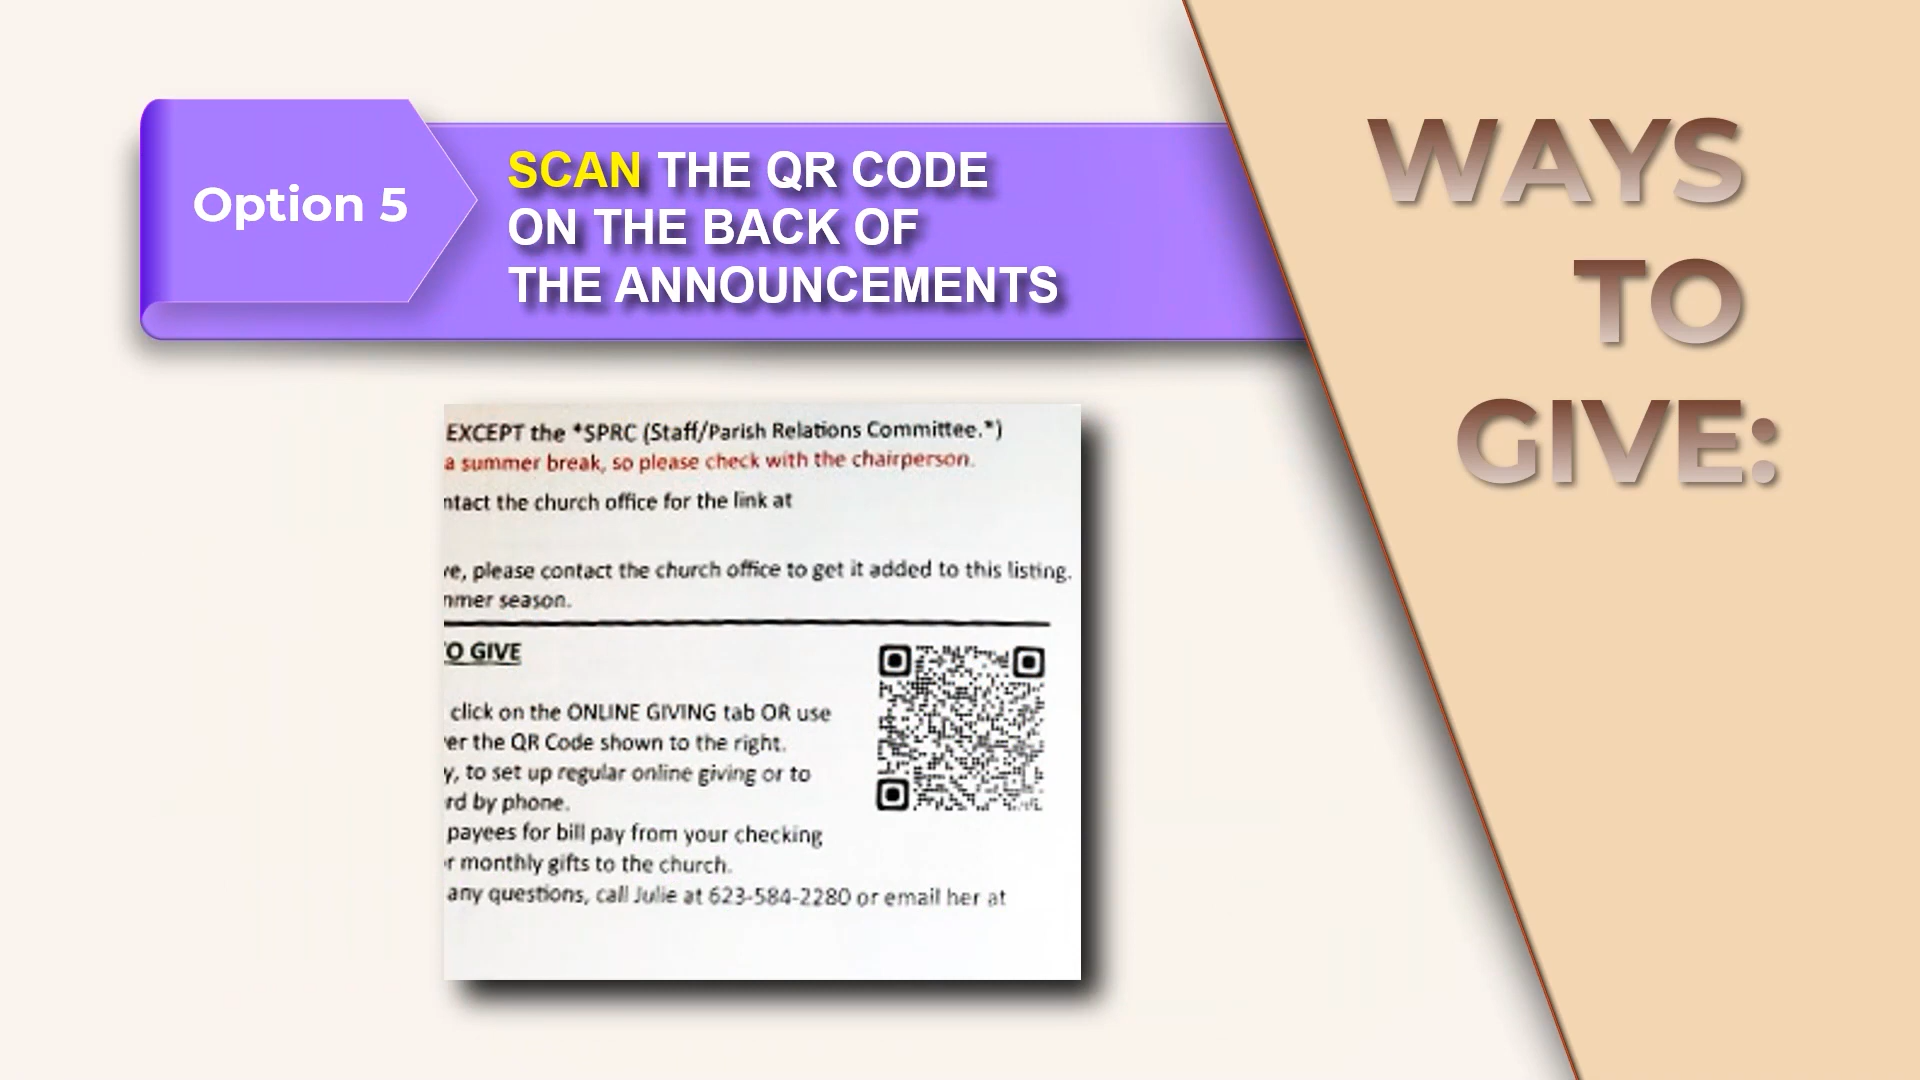 Option 5
SCAN THE QR CODE
ON THE BACK OF
THE ANNOUNCEMENTS
WAYS
TO
GIVE:
EXCEPT the *SPRC (Staff/Parish Relations Committee.*)
a summer break, so please check with the chairperson.
ntact the church office for the link at
ve, please contact the church office to get it added to this listing.
nmer season.
TO GIVE
click on the ONLINE GIVING tab OR use
er the QR Code shown to the right.
y, to set up regular online giving or to
rd by phone.
payees for bill pay from your checking
r monthly gifts to the church.
any questions, call Julie at 623-584-2280 or email her at